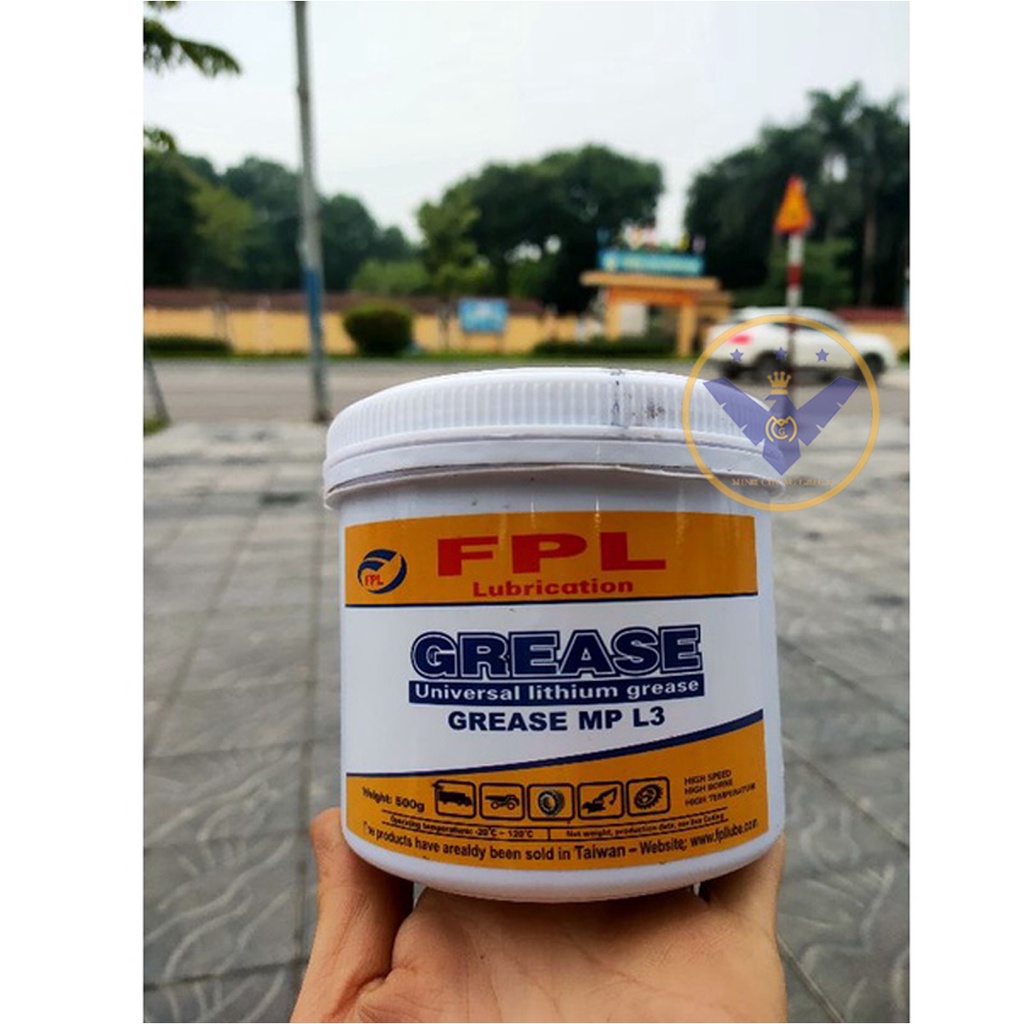 FPL
FPL
Lubrication
GREASE
Universal lithium grease
GREASE MP L3
Weight: 500g
HIGH SPEED
HIGH BORNE
HIGH TEMPERATURE
Operating temperature: -20°C ~ 120°C
Net weight, production date, see Box Coding
The products have arealdy been sold in Taiwan – Website: www.fpllube.com